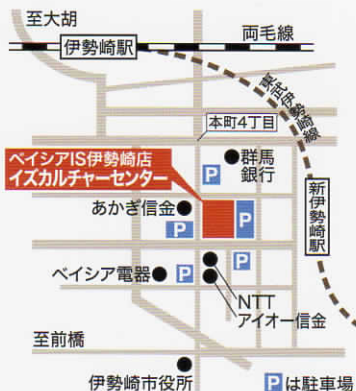 至大胡
両毛線
伊勢崎駅
東武伊勢崎線
本町4丁目
ベイシアIS伊勢崎店
イズカルチャーセンター
P
群馬
銀行
新伊勢崎駅
あかぎ信金
P
P
ベイシア電器
P
P
NTT
アイオー信金
至前橋
伊勢崎市役所
Pは駐車場